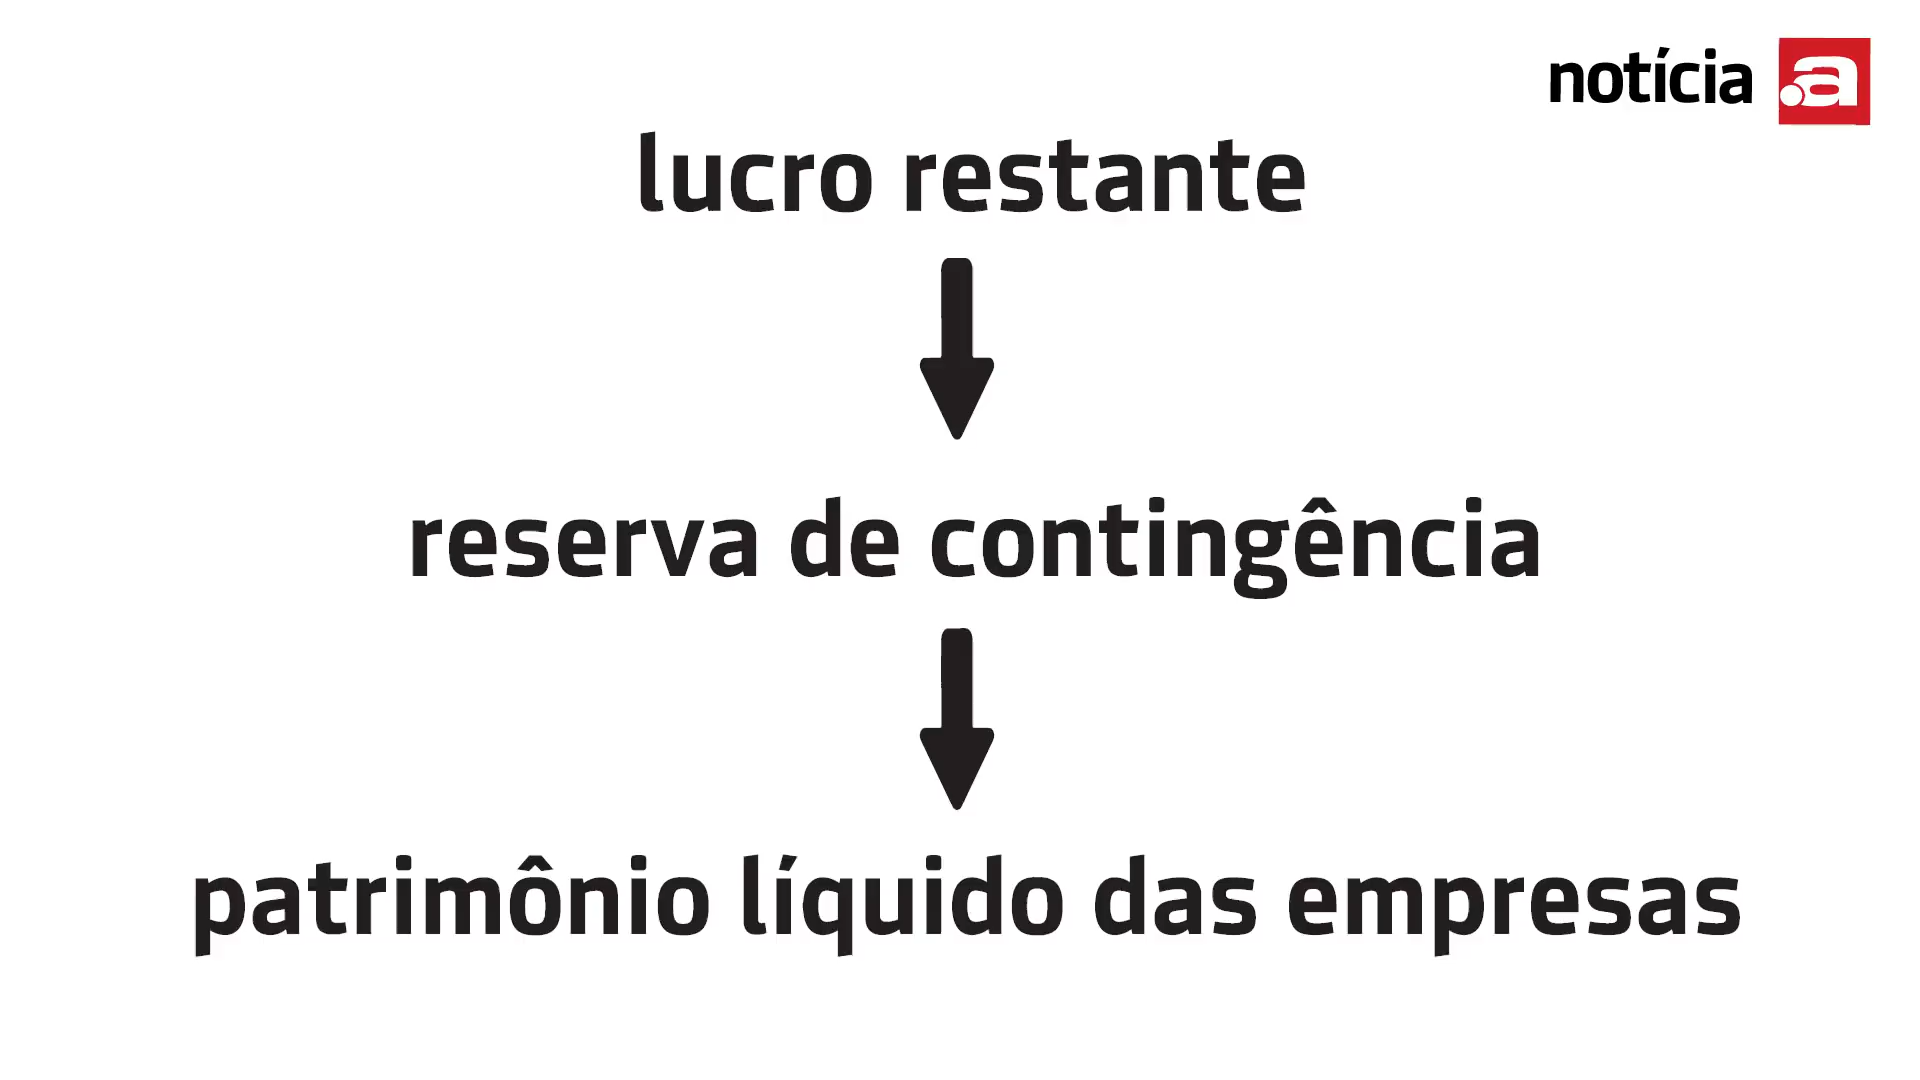 notícia .a
lucro restante
reserva de contingência
patrimônio líquido das empresas